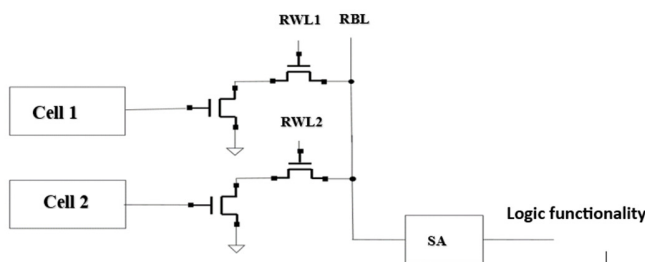 RWL1 RBL
Cell 1
RWL2
Cell 2
Logic functionality
SA